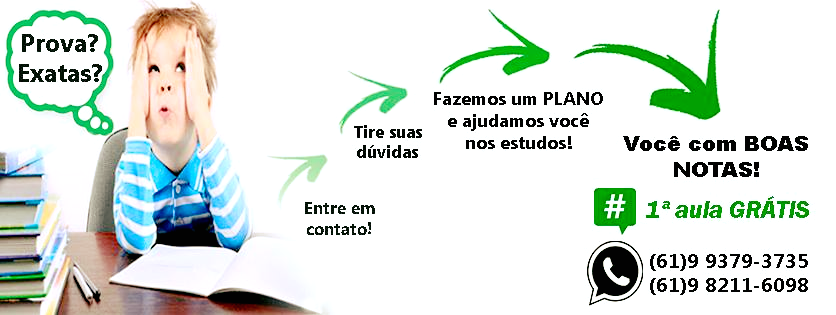 Prova?
Exatas?
Entre em
contato!
Tire suas
dúvidas
Fazemos um PLANO
e ajudamos você
nos estudos!
Você com BOAS
NOTAS!
# 1ª aula GRÁTIS
(61)9 9379-3735
(61)9 8211-6098